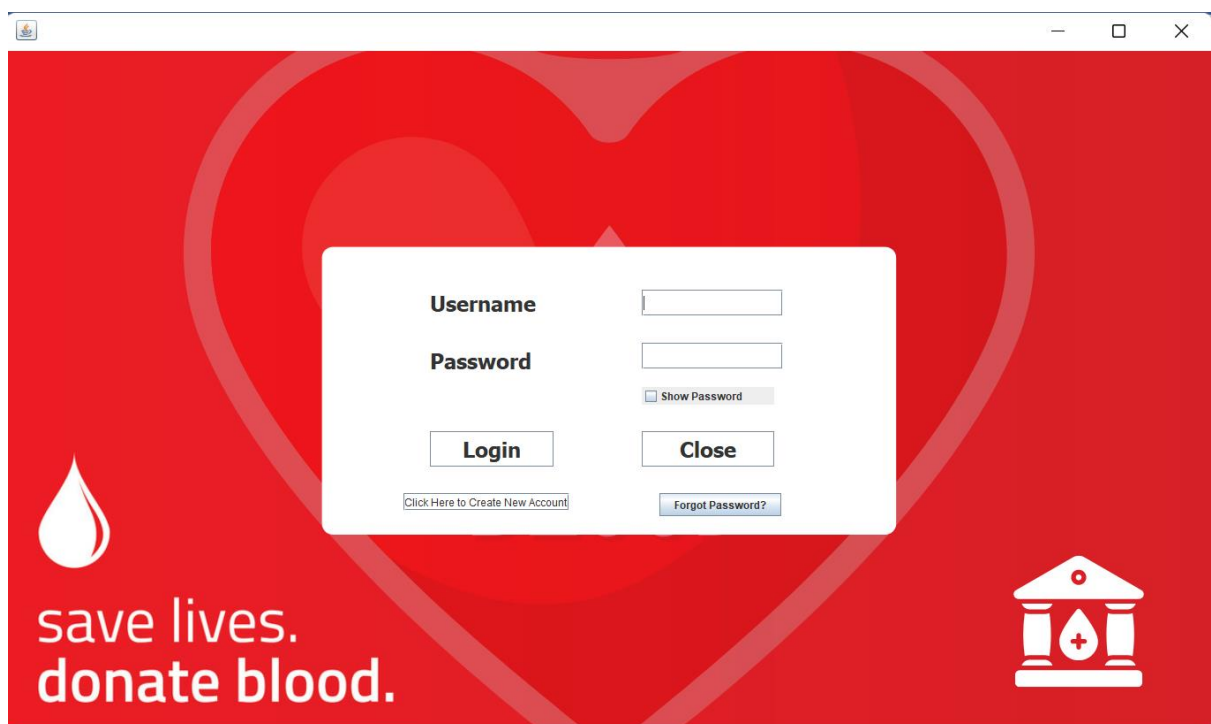 Username
Password
Show Password
Login Close
Click Here to Create New Account Forgot Password?
save lives.
donate blood.